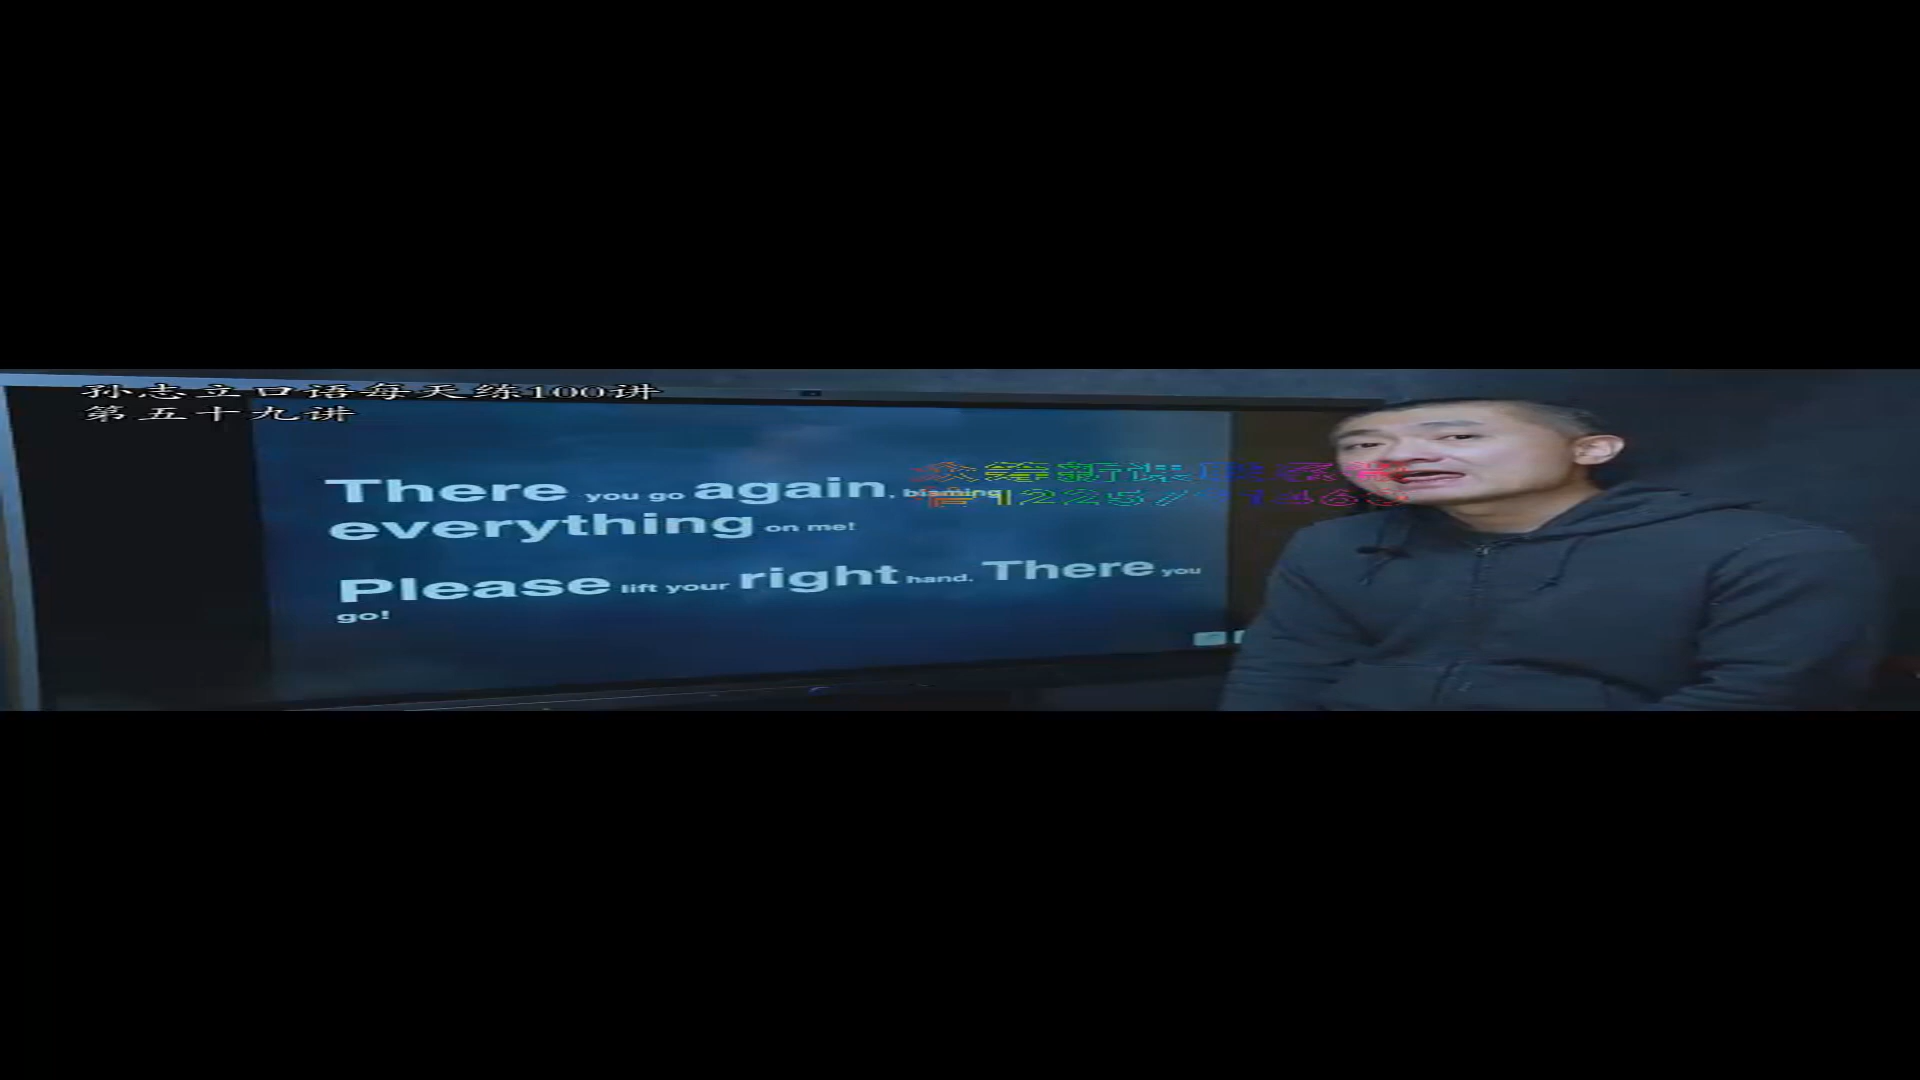 孙志立口语每天练100讲
第五十九讲
There you go again, blaming
everything on me!
Please lift your right hand. There you
go!